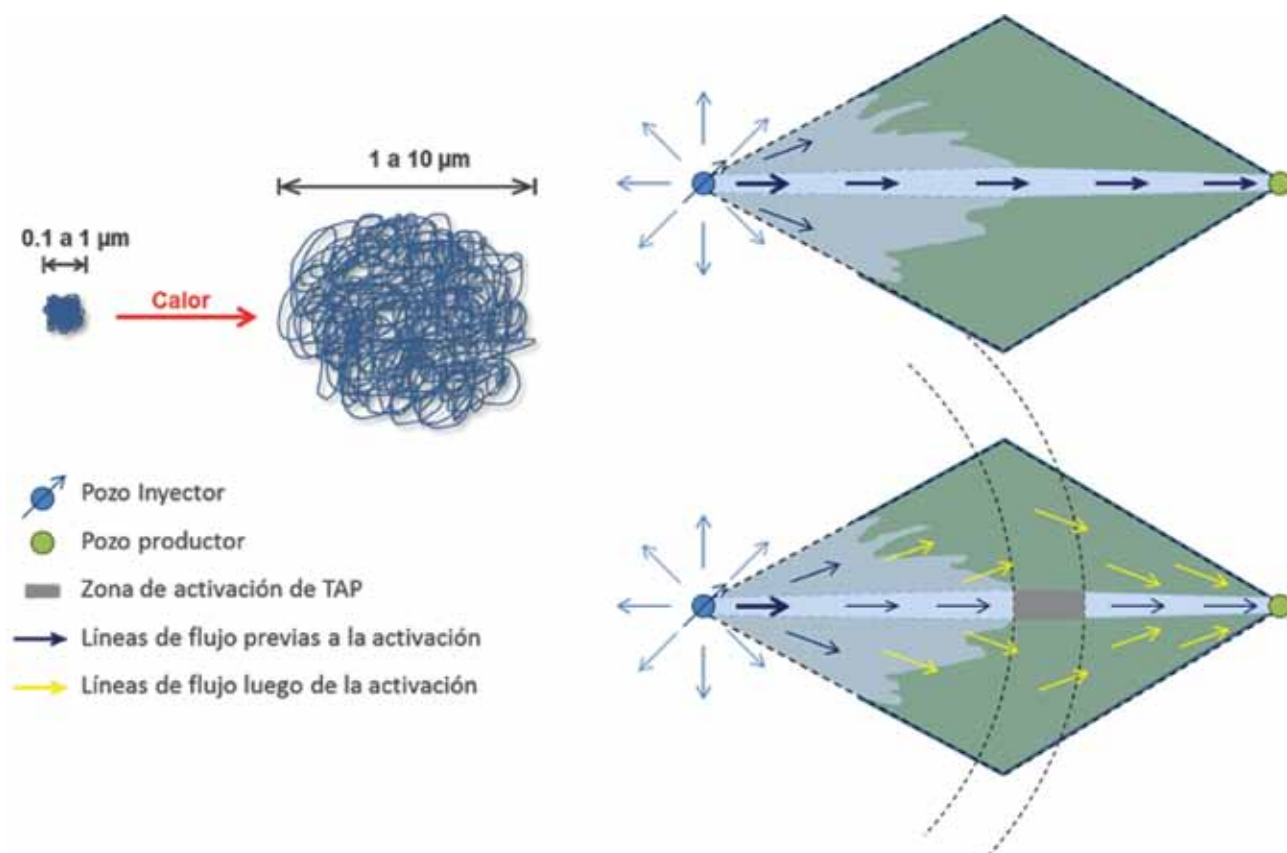 1 a 10 µm
0.1 a 1 µm
Calor
Pozo Inyector
Pozo productor
Zona de activación de TAP
Líneas de flujo previas a la activación
Líneas de flujo luego de la activación